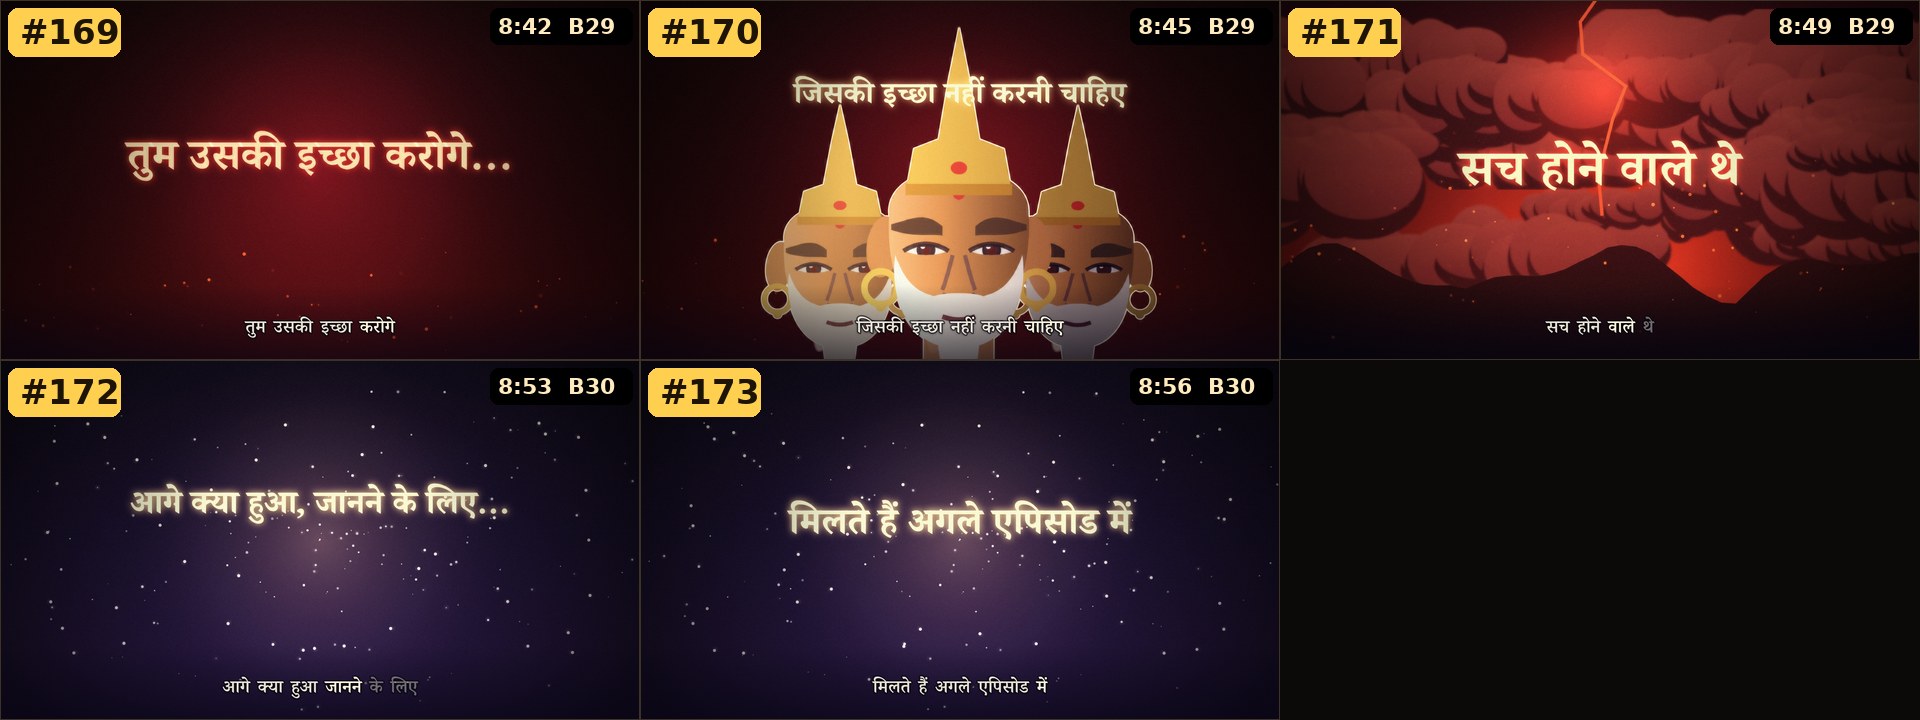 #169
8:42 B29
तुम उसकी इच्छा करोगे...
तुम उसकी इच्छा करोगे
#170
8:45 B29
जिसकी इच्छा नहीं करनी चाहिए
जिसकी इच्छा नहीं करनी चाहिए
#171
8:49 B29
सच होने वाले थे
सच होने वाले थे
#172
8:53 B30
आगे क्या हुआ, जानने के लिए...
आगे क्या हुआ जानने के लिए
#173
8:56 B30
मिलते हैं अगले एपिसोड में
मिलते हैं अगले एपिसोड में